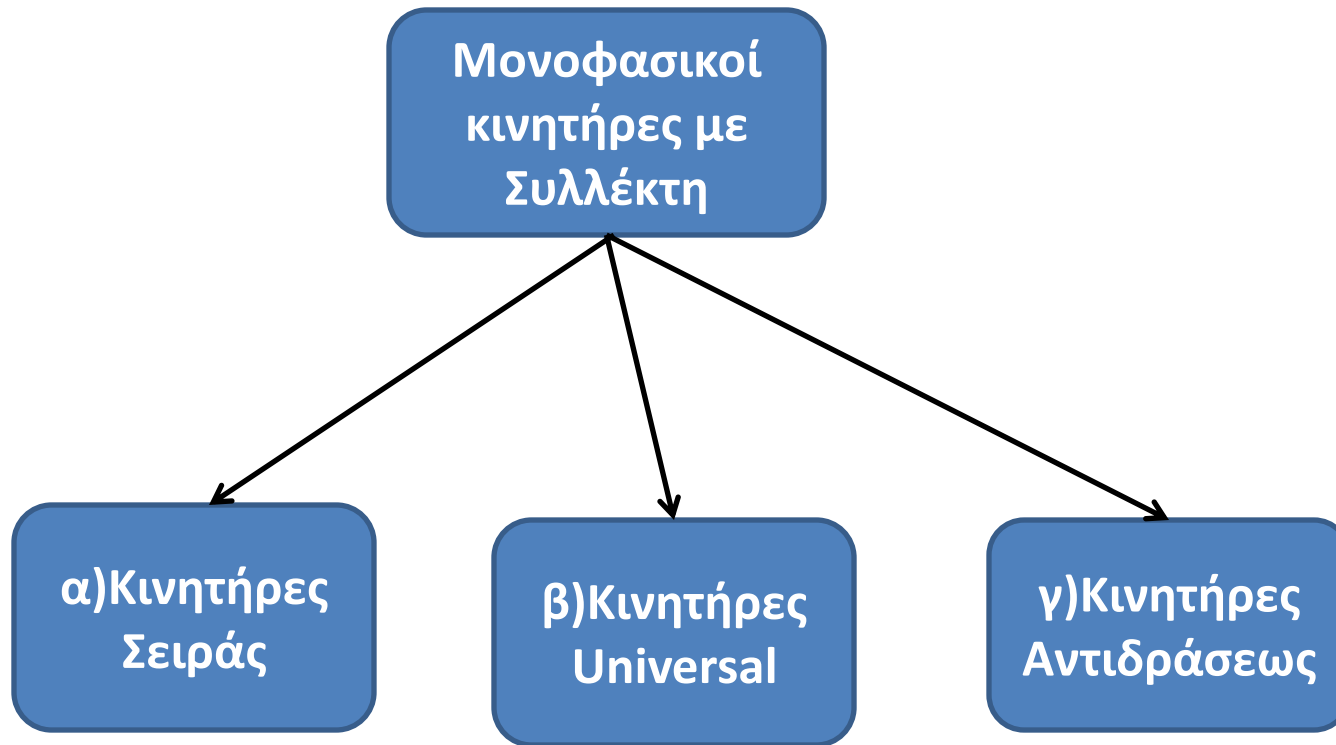 Μονοφασικοί
κινητήρες με
Συλλέκτη
α)Κινητήρες
Σειράς
β)Κινητήρες
Universal
γ)Κινητήρες
Αντιδράσεως